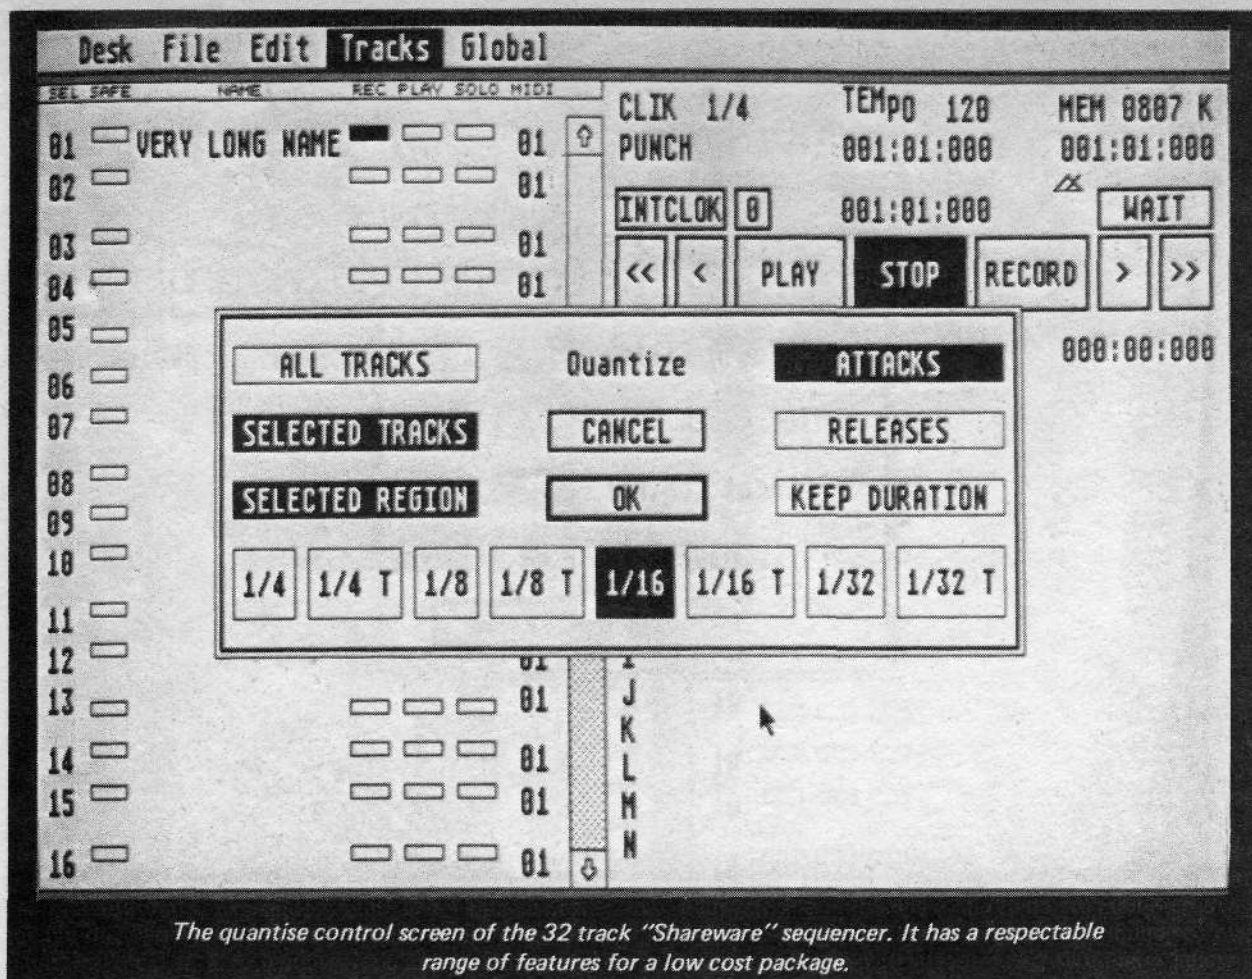 Desk File Edit Tracks Global
SEL SAFE NAME REC PLAY SOLO MIDI
CLIK 1/4 TEMPO 120 MEM 0807 K
01 VERY LONG NAME 01
PUNCH 001:01:000 001:01:000
02 01
INTCLOK 0 001:01:000 WAIT
03 01
<< < PLAY STOP RECORD > >>
04 01
05
000:00:000
06
07
08
09
10
11
12
ALL TRACKS Quantize ATTACKS
SELECTED TRACKS CANCEL RELEASES
SELECTED REGION OK KEEP DURATION
1/4 1/4 T 1/8 1/8 T 1/16 1/16 T 1/32 1/32 T
01
13 01 J
K
14 01 L
15 01 M
16 01 N
The quantise control screen of the 32 track "Shareware" sequencer. It has a respectable
range of features for a low cost package.